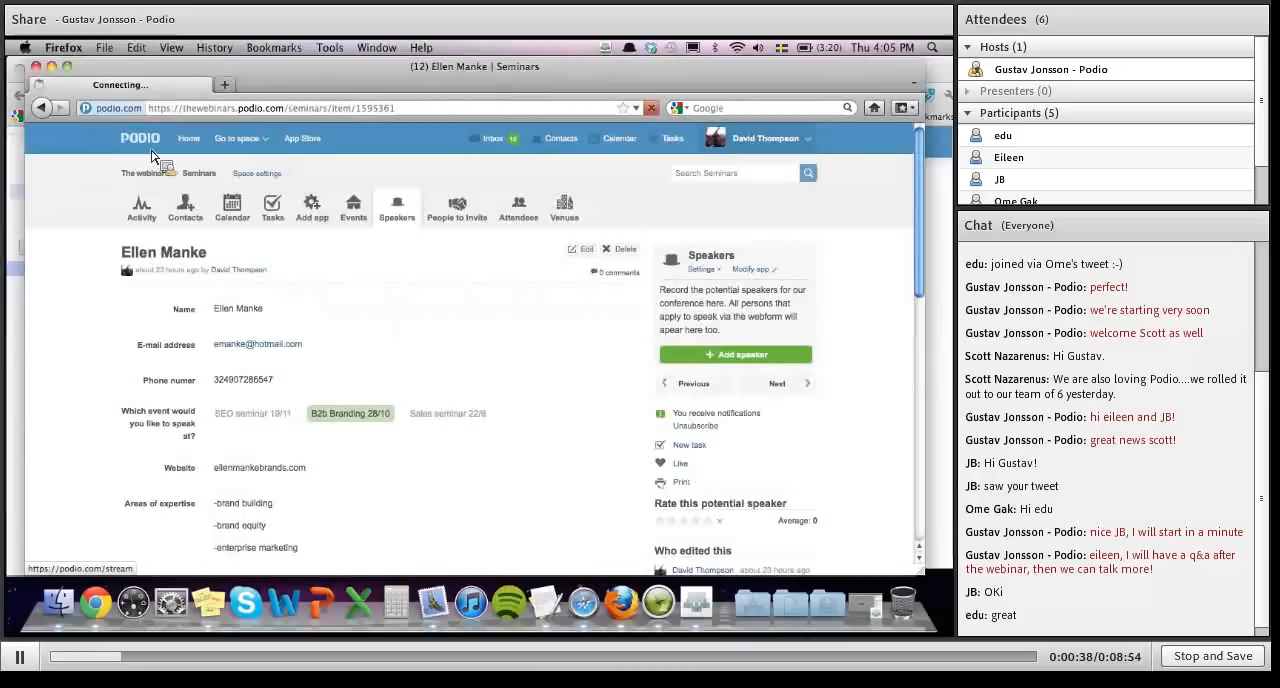 Share - Gustav Jonsson - Podio
Firefox File Edit View History Bookmarks Tools Window Help (3:20) Thu 4:05 PM
(12) Ellen Manke | Seminars
Connecting...
podio.com https://thewebinars.podio.com/seminars/item/1595361 Google
PODIO Home Go to space App Store Inbox Contacts Calendar Tasks David Thompson
The webinar Seminars Space settings Search Seminars
Activity Contacts Calendar Tasks Add app Events Speakers People to Invite Attendees Venues
Ellen Manke Edit Delete
about 23 hours ago by David Thompson 0 comments
Name Ellen Manke
E-mail address emanke@hotmail.com
Phone numer 324907286547
Which event would you like to speak at? SEO seminar 19/11 B2b Branding 28/10 Sales seminar 22/9
Website ellenmankebrands.com
Areas of expertise -brand building
-brand equity
-enterprise marketing
Speakers
Settings Modify app
Record the potential speakers for our
conference here. All persons that
apply to speak via the webform will
apear here too.
+ Add speaker
Previous Next
You receive notifications
Unsubscribe
New task
Like
Print
Rate this potential speaker
Average: 0
Who edited this
David Thompson about 23 hours ago
https://podio.com/stream
Attendees (6)
Hosts (1)
Gustav Jonsson - Podio
Presenters (0)
Participants (5)
edu
Eileen
JB
Ome Gak
Chat (Everyone)
edu: joined via Ome's tweet :-)
Gustav Jonsson - Podio: perfect!
Gustav Jonsson - Podio: we're starting very soon
Gustav Jonsson - Podio: welcome Scott as well
Scott Nazarenus: Hi Gustav.
Scott Nazarenus: We are also loving Podio....we rolled it
out to our team of 6 yesterday.
Gustav Jonsson - Podio: hi eileen and JB!
Gustav Jonsson - Podio: great news scott!
JB: Hi Gustav!
JB: saw your tweet
Ome Gak: Hi edu
Gustav Jonsson - Podio: nice JB, I will start in a minute
Gustav Jonsson - Podio: eileen, I will have a q&a after
the webinar, then we can talk more!
JB: OKi
edu: great
0:00:38/0:08:54 Stop and Save